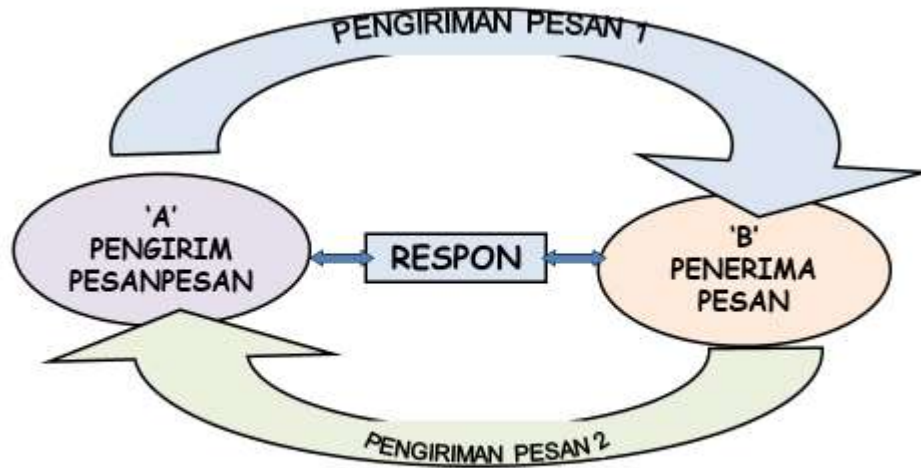 PENGIRIMAN PESAN 1
'A'
PENGIRIM
PESANPESAN
RESPON
'B'
PENERIMA
PESAN
PENGIRIMAN PESAN 2